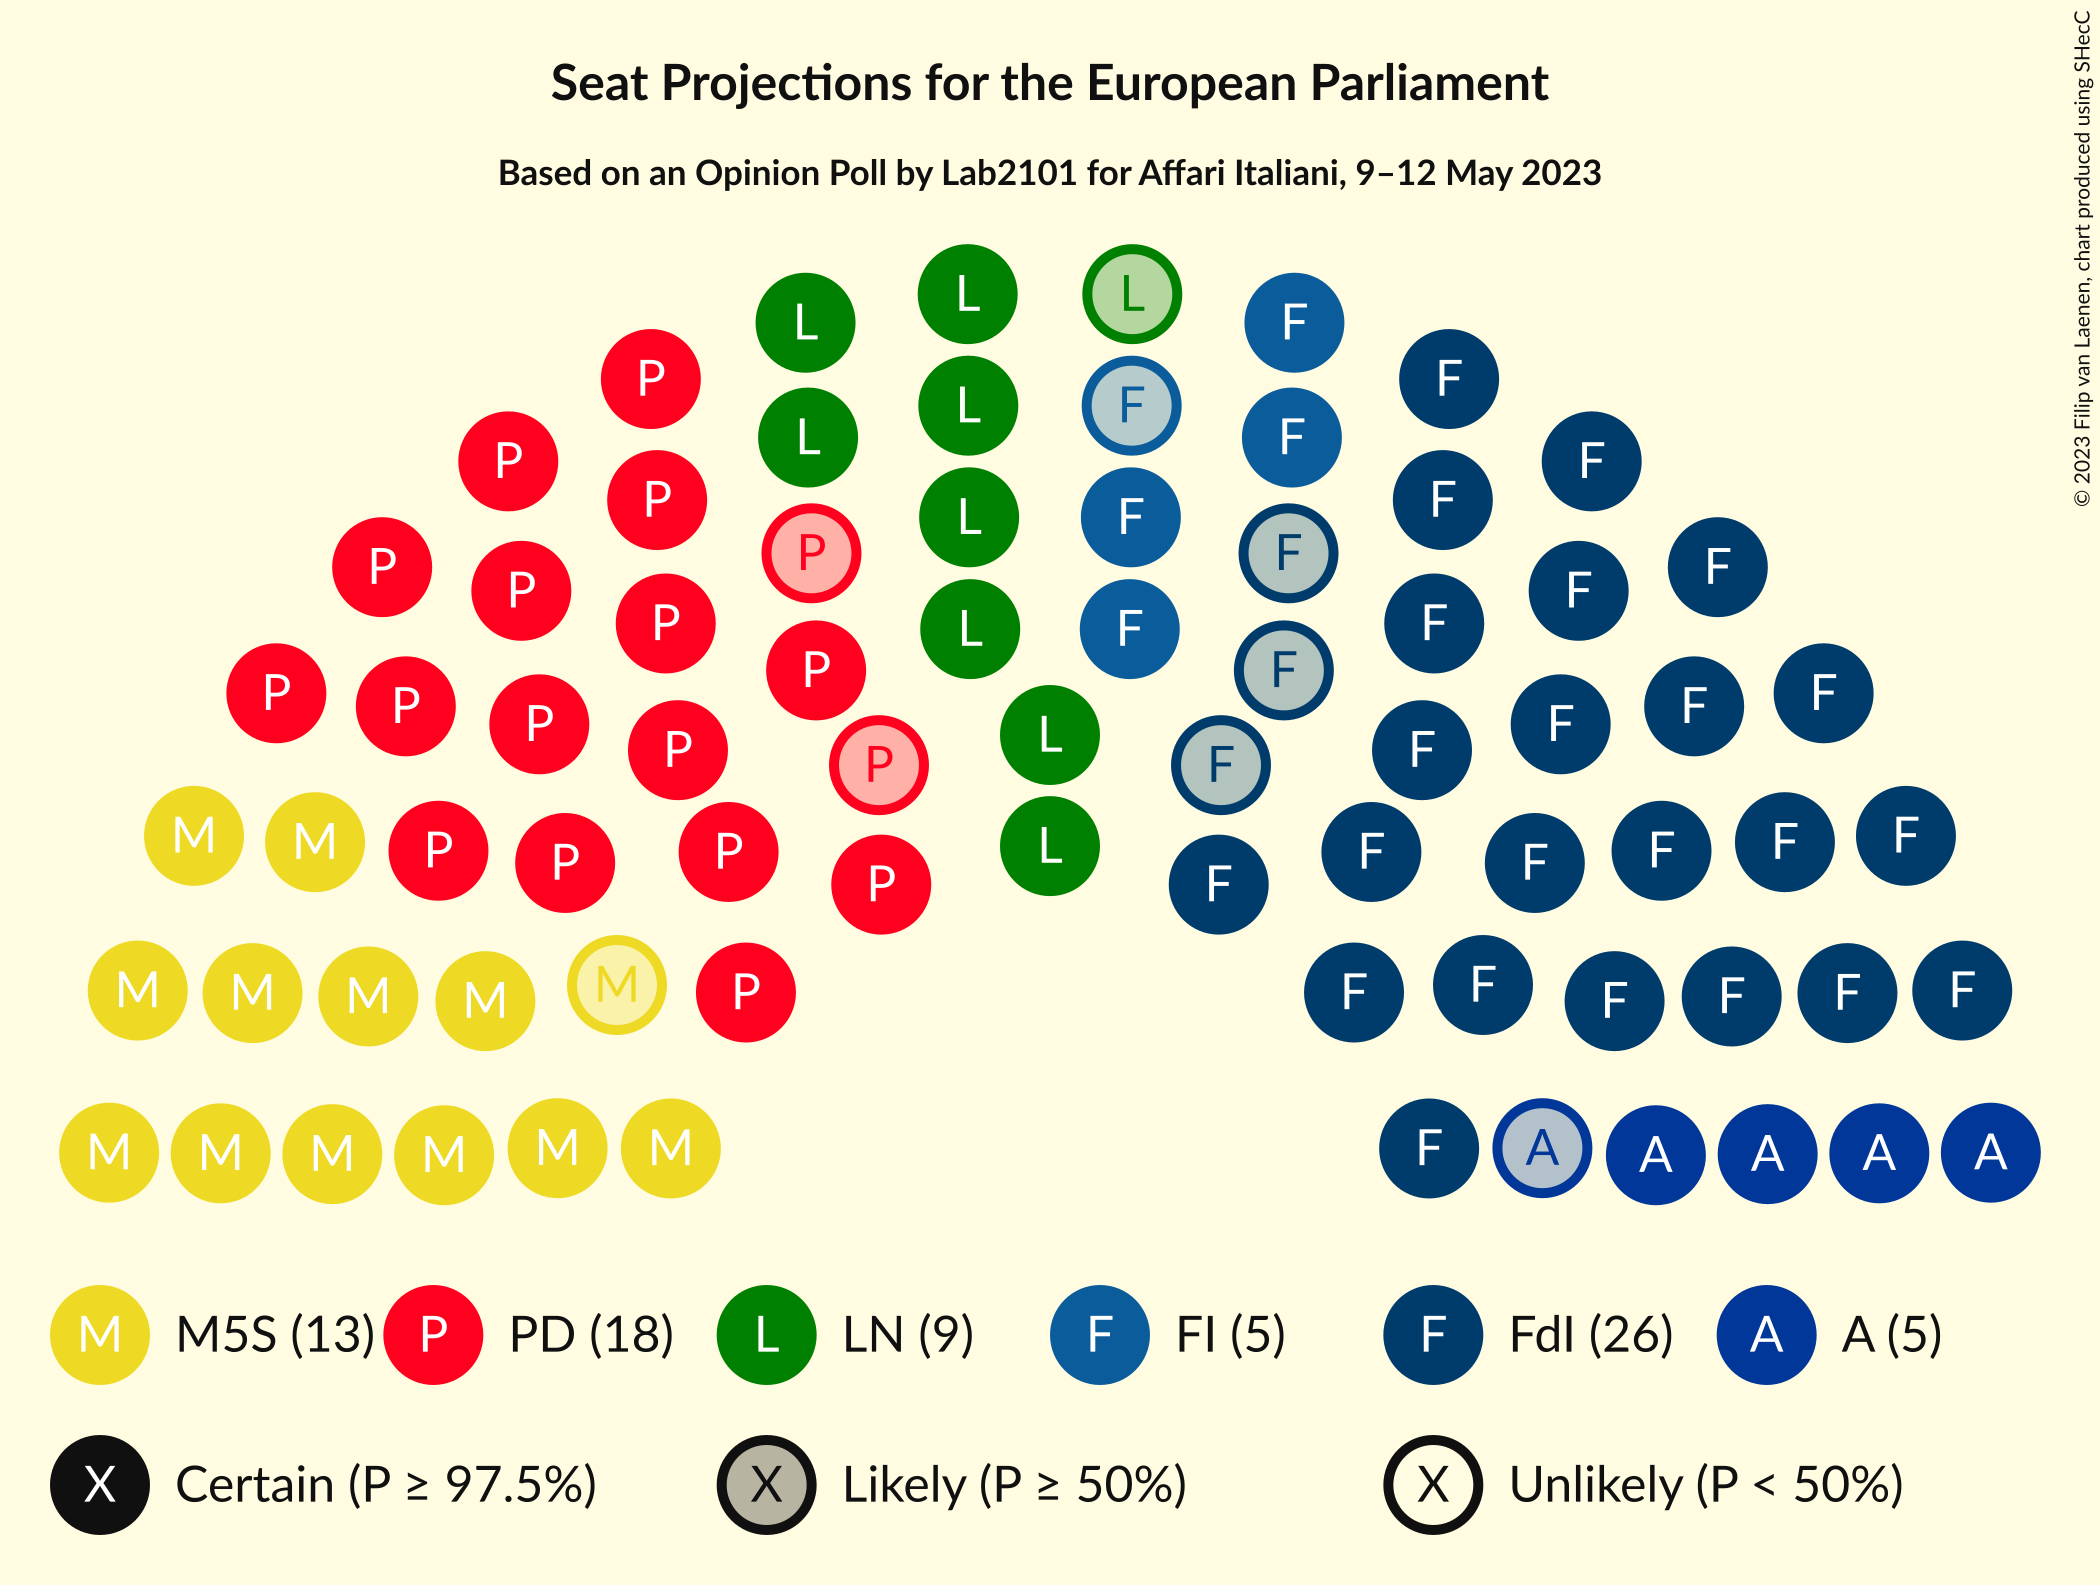 Seat Projections for the European Parliament
Based on an Opinion Poll by Lab2101 for Affari Italiani, 9–12 May 2023
© 2023 Filip van Laenen, chart produced using SHecC
L L
L L F F
P F
L L F F
P P F F
P L P L F F F F
P P F F
P P L F F F
P P F F
P P P P P L F F F F F
M M P P P P L F F F F F F
M M M M M P F F F F F F
M M M M M M F A A A A A
M M5S (13) P PD (18) L LN (9) F FI (5) F FdI (26) A A (5)
X Certain (P ≥ 97.5%) X Likely (P ≥ 50%) X Unlikely (P < 50%)